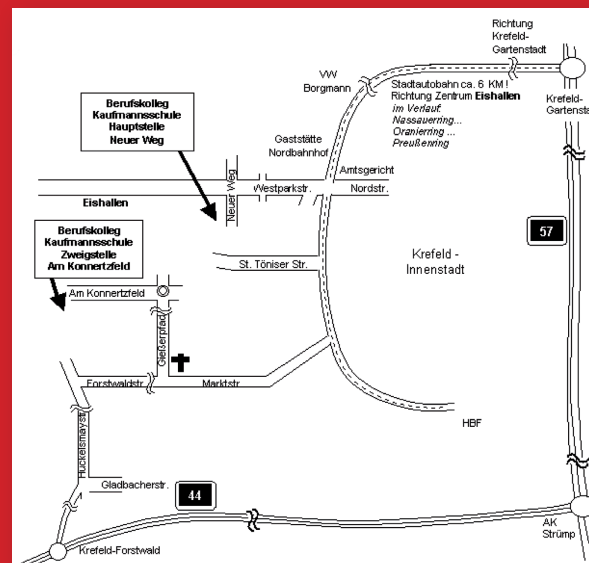 Richtung
Krefeld-
Gartenstadt
VW
Borgmann
Stadtautobahn ca. 6 KM !
Richtung Zentrum Eishallen
im Verlauf:
Nassauerring...
Oranierring ...
Preußenring
Krefeld-
Gartensta
Berufskolleg
Kaufmannsschule
Hauptstelle
Neuer Weg
Gaststätte
Nordbahnhof
Amtsgericht
Neuer Weg
Westparkstr.
Nordstr.
Eishallen
Berufskolleg
Kaufmannsschule
Zweigstelle
Am Konnertzfeld
57
Krefeld -
Innenstadt
St. Töniser Str.
Am Konnertzfeld
Gießerpfad
Forstwaldstr.
Marktstr.
HBF
Hückelsmaystr.
Gladbacherstr.
44
AK
Strümp
Krefeld-Forstwald